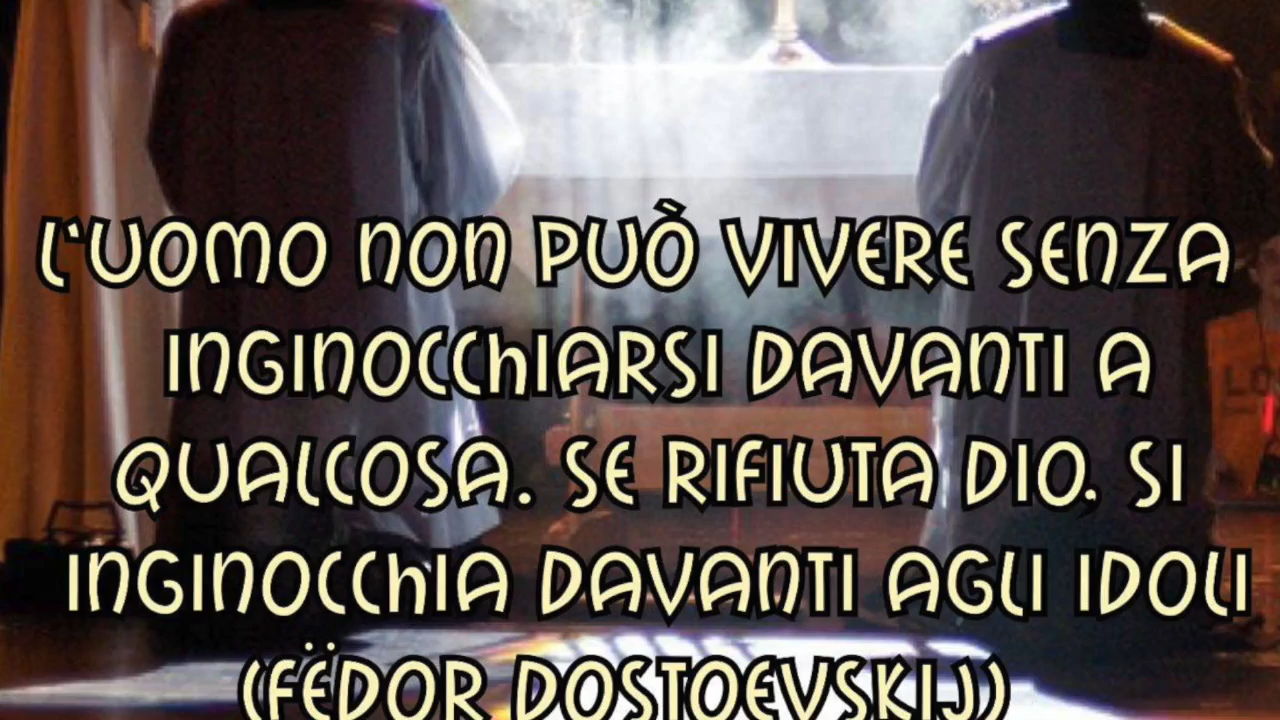 L'UOMO NON PUÒ VIVERE SENZA
INGINOCCHIARSI DAVANTI A
QUALCOSA. SE RIFIUTA DIO, SI
INGINOCCHIA DAVANTI AGLI IDOLI
(FËDOR DOSTOEVSKIJ)